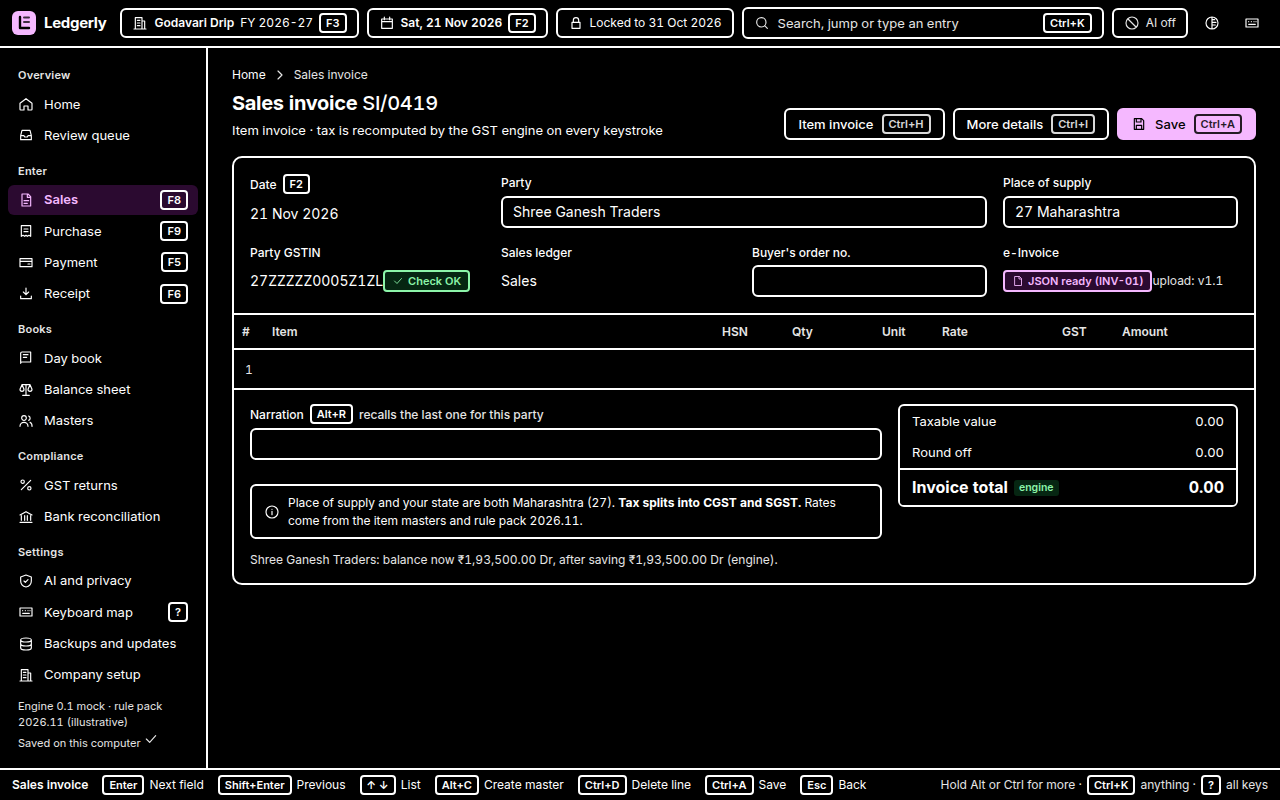 Ledgerly
Godavari Drip FY 2026-27 F3
Sat, 21 Nov 2026 F2
Locked to 31 Oct 2026
Search, jump or type an entry Ctrl+K
AI off
Overview
Home
Review queue
Enter
Sales F8
Purchase F9
Payment F5
Receipt F6
Books
Day book
Balance sheet
Masters
Compliance
GST returns
Bank reconciliation
Settings
AI and privacy
Keyboard map ?
Backups and updates
Company setup
Engine 0.1 mock · rule pack
2026.11 (illustrative)
Saved on this computer
Home Sales invoice
Sales invoice SI/0419
Item invoice · tax is recomputed by the GST engine on every keystroke
Item invoice Ctrl+H
More details Ctrl+I
Save Ctrl+A
Date F2 Party Place of supply
21 Nov 2026 Shree Ganesh Traders 27 Maharashtra
Party GSTIN Sales ledger Buyer's order no. e-Invoice
27ZZZZZ0005Z1ZL Check OK Sales JSON ready (INV-01) upload: v1.1
# Item HSN Qty Unit Rate GST Amount
1
Narration Alt+R recalls the last one for this party
Taxable value 0.00
Round off 0.00
Invoice total engine 0.00
Place of supply and your state are both Maharashtra (27). Tax splits into CGST and SGST. Rates
come from the item masters and rule pack 2026.11.
Shree Ganesh Traders: balance now ₹1,93,500.00 Dr, after saving ₹1,93,500.00 Dr (engine).
Sales invoice Enter Next field Shift+Enter Previous ↑ ↓ List Alt+C Create master Ctrl+D Delete line Ctrl+A Save Esc Back Hold Alt or Ctrl for more · Ctrl+K anything · ? all keys